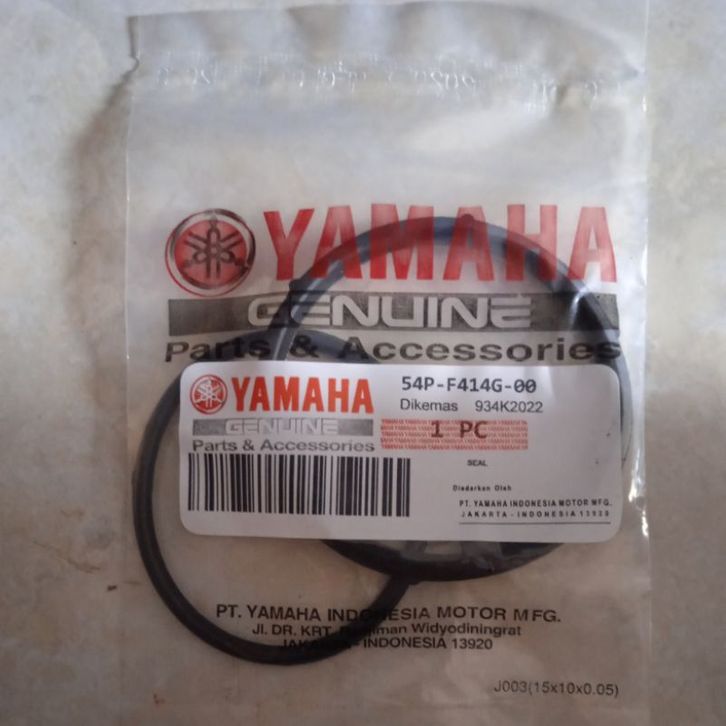 YAMAHA
GENUINE
Parts & Accessories
YAMAHA
GENUINE
Parts & Accessories
54P-F414G-00
Dikemas 934K2022
1 PC
SEAL
Diedarkan Oleh
PT. YAMAHA INDONESIA MOTOR MFG.
JAKARTA - INDONESIA 13920
PT. YAMAHA INDONESIA MOTOR MFG.
Jl. DR. KRT. Widyodiningrat
JAKARTA - INDONESIA 13920
J003(15x10x0.05)